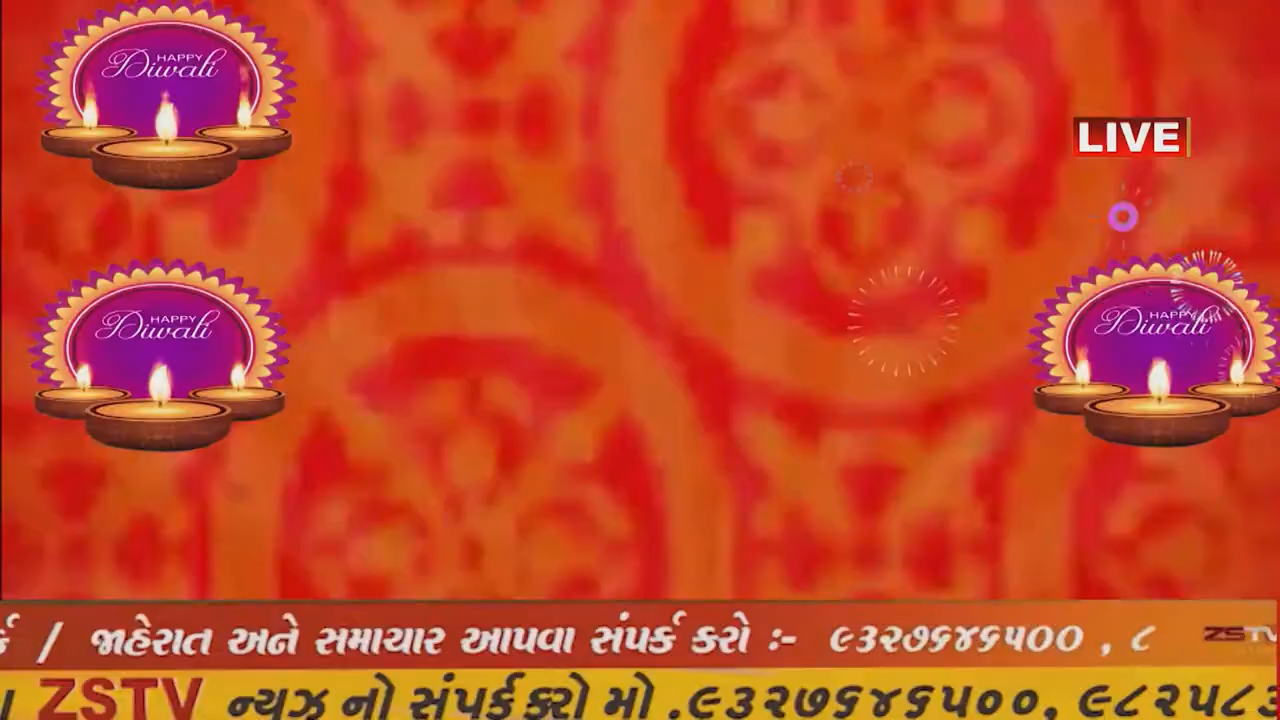 HAPPY
Diwali
LIVE
HAPPY
Diwali
HAPPY
Diwali
/ જાહેરાત અને સમાચાર આપવા સંપર્ક કરો :- ૯૩૨૭૬૪૬૫૦૦ , ૮
ZSTV
ZSTV ન્યુઝ નો સંપર્ક કરો મો .૯૩૨૭૬૪૬૫૦૦, ૯૮૨૫૮૩